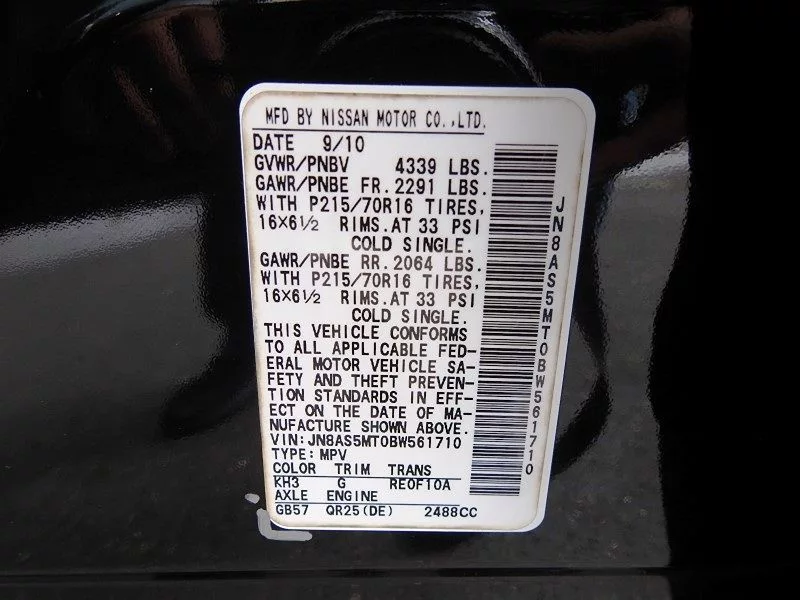 MFD BY NISSAN MOTOR CO.,LTD.
DATE 9/10
GVWR/PNBV 4339 LBS.
GAWR/PNBE FR.2291 LBS.
WITH P215/70R16 TIRES,
16X6½ RIMS.AT 33 PSI
COLD SINGLE.
GAWR/PNBE RR.2064 LBS.
WITH P215/70R16 TIRES,
16X6½ RIMS.AT 33 PSI
COLD SINGLE.
THIS VEHICLE CONFORMS
TO ALL APPLICABLE FED-
ERAL MOTOR VEHICLE SA-
FETY AND THEFT PREVEN-
TION STANDARDS IN EFF-
ECT ON THE DATE OF MA-
NUFACTURE SHOWN ABOVE.
VIN:JN8AS5MT0BW561710
TYPE:MPV
COLOR TRIM TRANS
KH3 G RE0F10A
AXLE ENGINE
GB57 QR25(DE) 2488CC
JN8AS5MT0BW561710